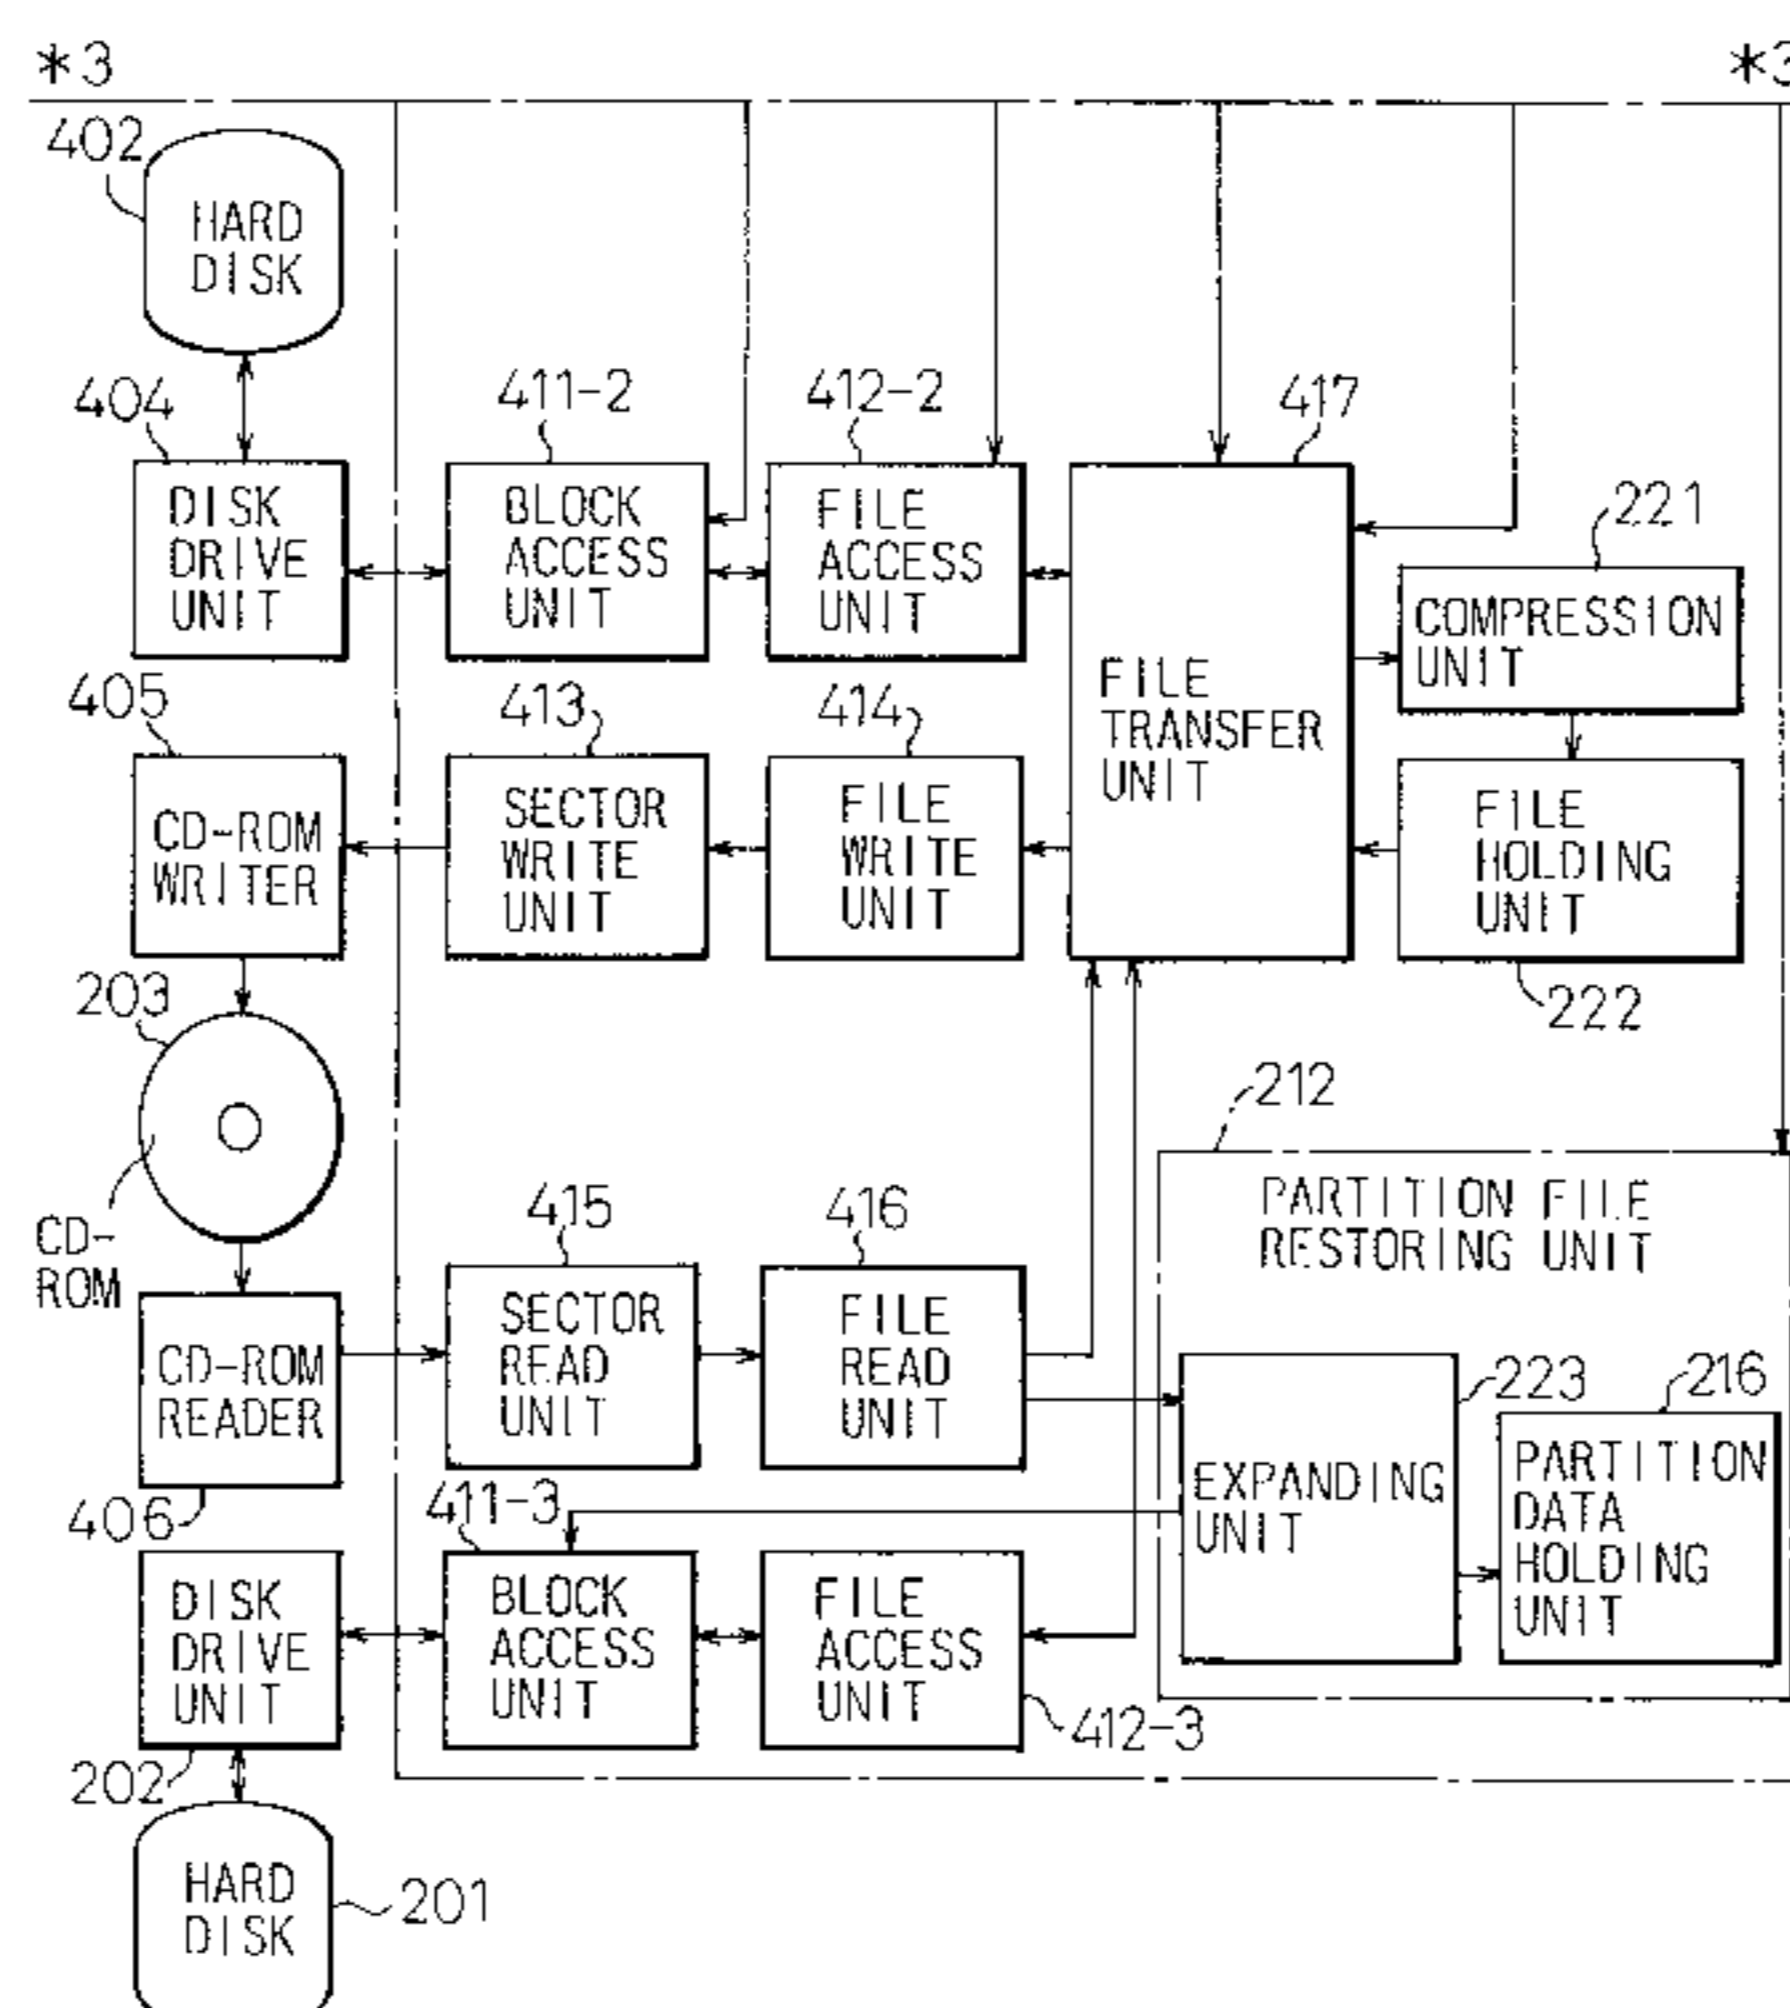 *3
*3
402
HARD
DISK
404
411-2
412-2
417
DISK
DRIVE
UNIT
BLOCK
ACCESS
UNIT
FILE
ACCESS
UNIT
221
COMPRESSION
UNIT
FILE
TRANSFER
UNIT
405
413
414
CD-ROM
WRITER
SECTOR
WRITE
UNIT
FILE
WRITE
UNIT
FILE
HOLDING
UNIT
222
203
CD-
ROM
212
PARTITION FILE
RESTORING UNIT
415
416
CD-ROM
READER
SECTOR
READ
UNIT
FILE
READ
UNIT
223
216
EXPANDING
UNIT
PARTITION
DATA
HOLDING
UNIT
406
411-3
DISK
DRIVE
UNIT
BLOCK
ACCESS
UNIT
FILE
ACCESS
UNIT
412-3
202
HARD
DISK
201